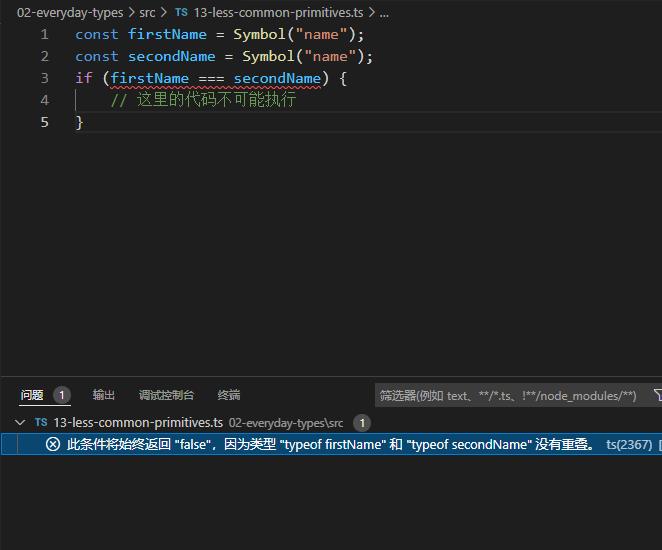 02-everyday-types > src > TS 13-less-common-primitives.ts > ...
1 const firstName = Symbol("name");
2 const secondName = Symbol("name");
3 if (firstName === secondName) {
4 // 这里的代码不可能执行
5 }
问题 1 输出 调试控制台 终端 筛选器(例如 text、**/*.ts、!**/node_modules/**)
TS 13-less-common-primitives.ts 02-everyday-types\src 1
此条件将始终返回 "false"，因为类型 "typeof firstName" 和 "typeof secondName" 没有重叠。 ts(2367) [